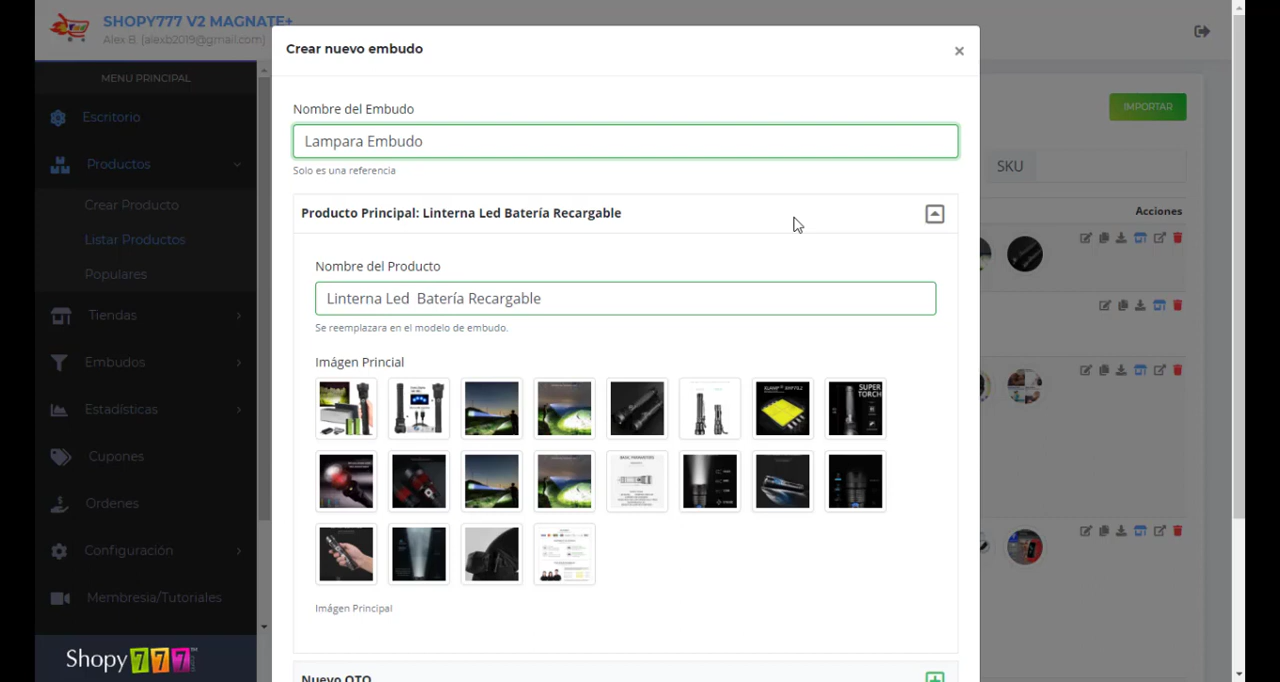 SHOPY777 V2 MAGNATE+
Alex B. [alexb2019@gmail.com]
MENU PRINCIPAL
Escritorio
Productos
Crear Producto
Listar Productos
Populares
Tiendas
Embudos
Estadísticas
Cupones
Ordenes
Configuración
Membresia/Tutoriales
Shopy777
Crear nuevo embudo
×
Nombre del Embudo
Lampara Embudo
Solo es una referencia
Producto Principal: Linterna Led Batería Recargable
Nombre del Producto
Linterna Led  Batería Recargable
Se reemplazara en el modelo de embudo.
Imágen Princial
SUPER
TORCH
Imágen Principal
Nuevo OTO
IMPORTAR
SKU
Acciones